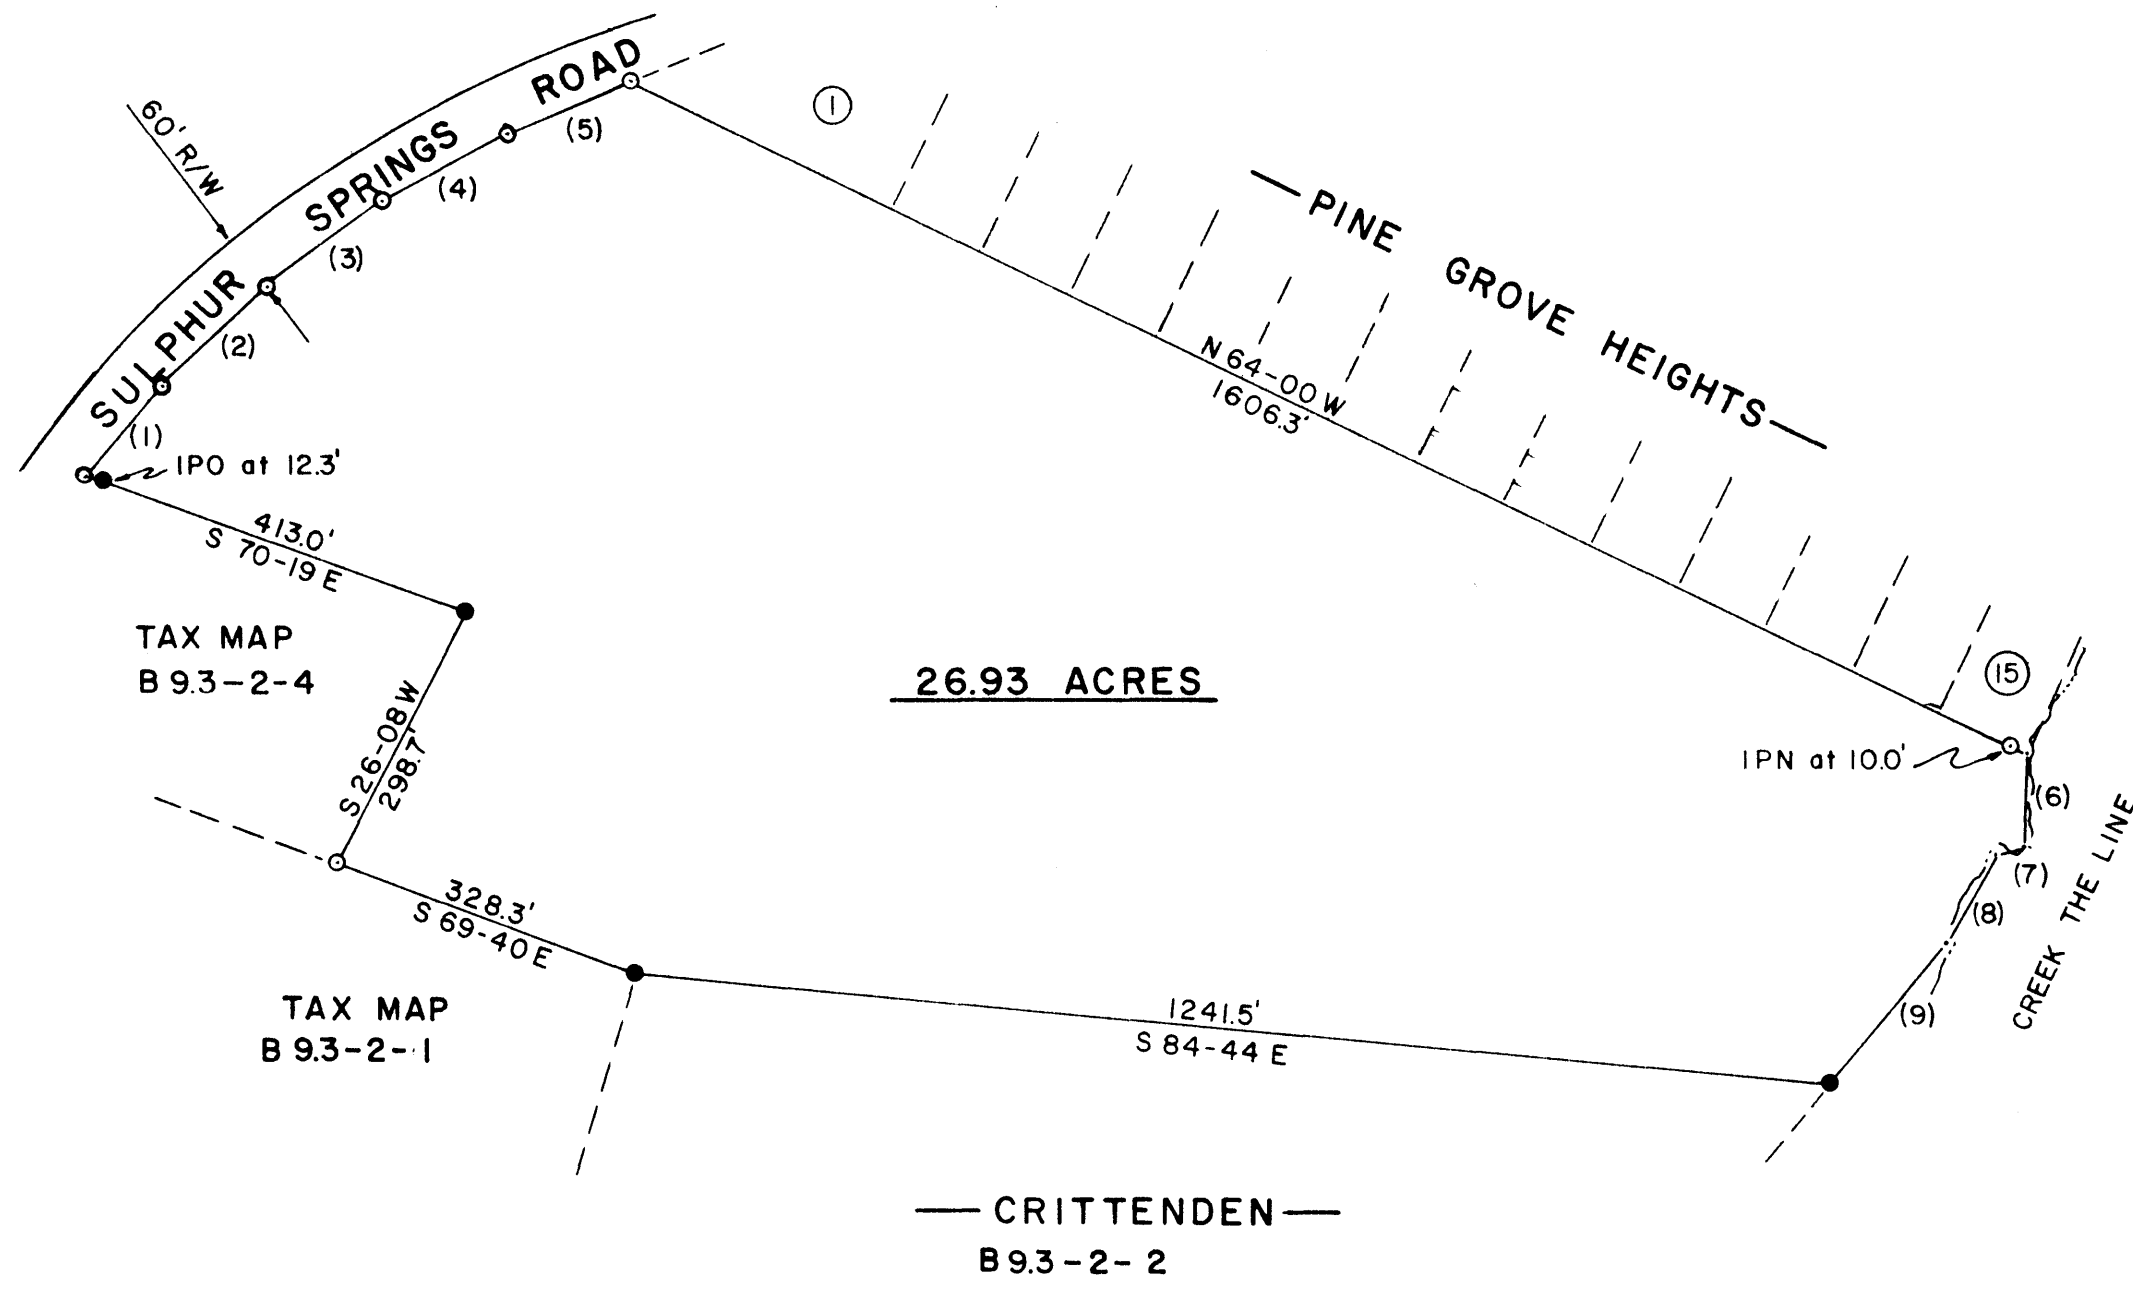 SULPHUR SPRINGS ROAD
60' R/W
(5)
(4)
(3)
(2)
(1)
IPO at 12.3'
1
— PINE GROVE HEIGHTS —
N 64-00 W
1606.3'
413.0'
S 70-19 E
TAX MAP
B 9.3-2-4
S 26-08 W
298.7'
26.93 ACRES
15
IPN at 10.0'
(6)
(7)
(8)
(9)
CREEK THE LINE
328.3'
S 69-40 E
TAX MAP
B 9.3-2-1
1241.5'
S 84-44 E
— CRITTENDEN —
B 9.3-2-2